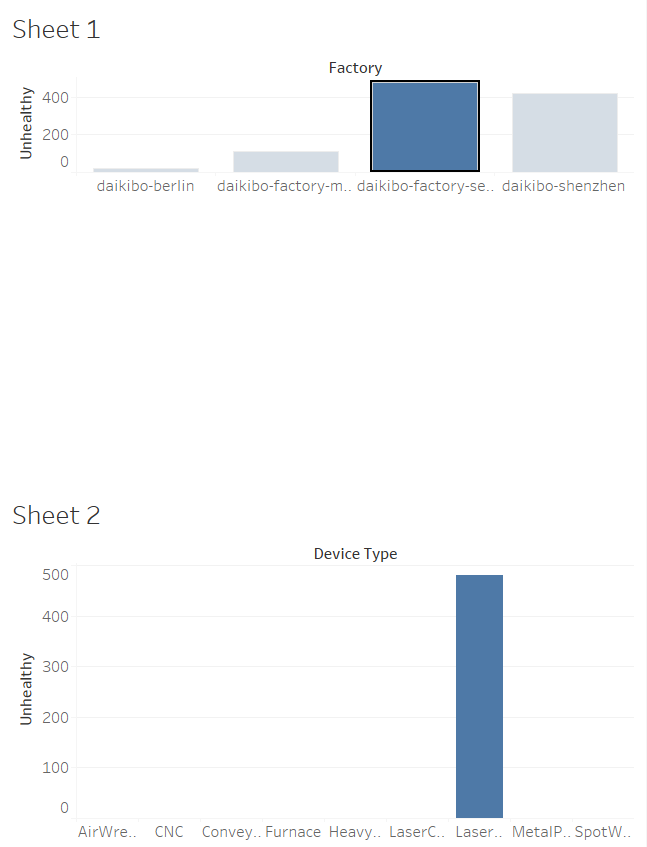 Sheet 1
Factory
Unhealthy
400
200
0
daikibo-berlin daikibo-factory-m.. daikibo-factory-se.. daikibo-shenzhen
Sheet 2
Device Type
Unhealthy
500
400
300
200
100
0
AirWre.. CNC Convey.. Furnace Heavy.. LaserC.. Laser.. MetalP.. SpotW..